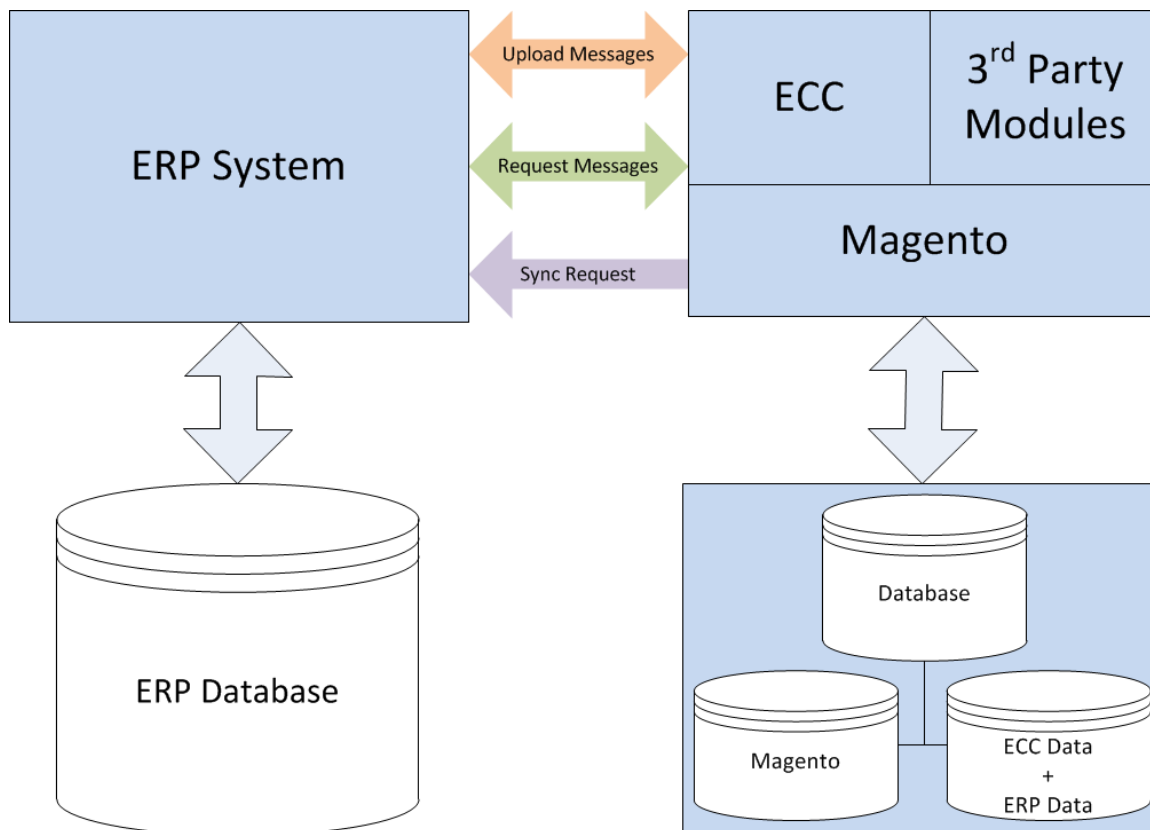 ERP System
Upload Messages
Request Messages
Sync Request
ECC
3rd Party
Modules
Magento
ERP Database
Database
Magento
ECC Data
+
ERP Data